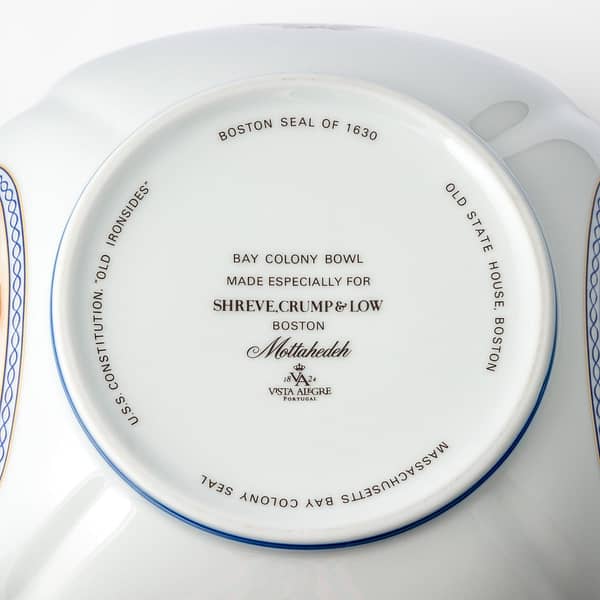 BOSTON SEAL OF 1630
OLD STATE HOUSE, BOSTON
MASSACHUSETTS BAY COLONY SEAL
U.S.S. CONSTITUTION, "OLD IRONSIDES"
BAY COLONY BOWL
MADE ESPECIALLY FOR
SHREVE, CRUMP & LOW
BOSTON
Mottahedeh
18 VA 24
VISTA ALEGRE
PORTUGAL